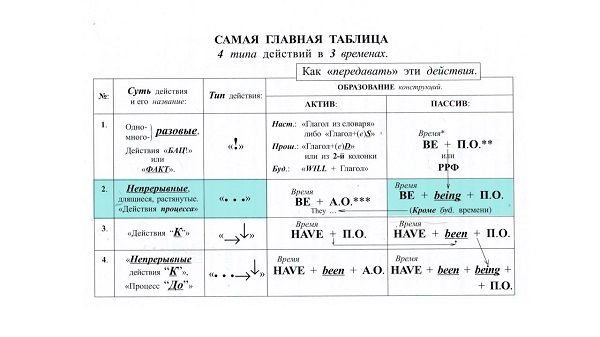 САМАЯ ГЛАВНАЯ ТАБЛИЦА
4 типа действий в 3 временах.
Как «передавать» эти действия.
№:
Суть действия
и его название:
Тип действия:
ОБРАЗОВАНИЕ конструкций.
АКТИВ:
ПАССИВ:
1.
Одно-
много- разовые.
Действия «БАЦ!»
или
«ФАКТ».
«!»
Наст.: «Глагол из словаря»
либо «Глагол+(e)S»
Прош.: «Глагол+(e)D»
или из 2-й колонки
Буд.: «WILL + Глагол»
Время*
BE + П.О.**
или
РРФ
2.
Непрерывные,
длящиеся, растянутые.
«Действия процесса»
«• • •»
Время
BE + А.О.***
They ...
Время
BE + being + П.О.
(Кроме буд. времени)
3.
«Действия "К"»
«→↓»
Время
HAVE + П.О.
Время
HAVE + been + П.О.
4.
«Непрерывные
действия "К"»,
«Процесс "До"»
«• • •→↓»
Время
HAVE + been + А.О.
Время
HAVE + been + being +
+ П.О.